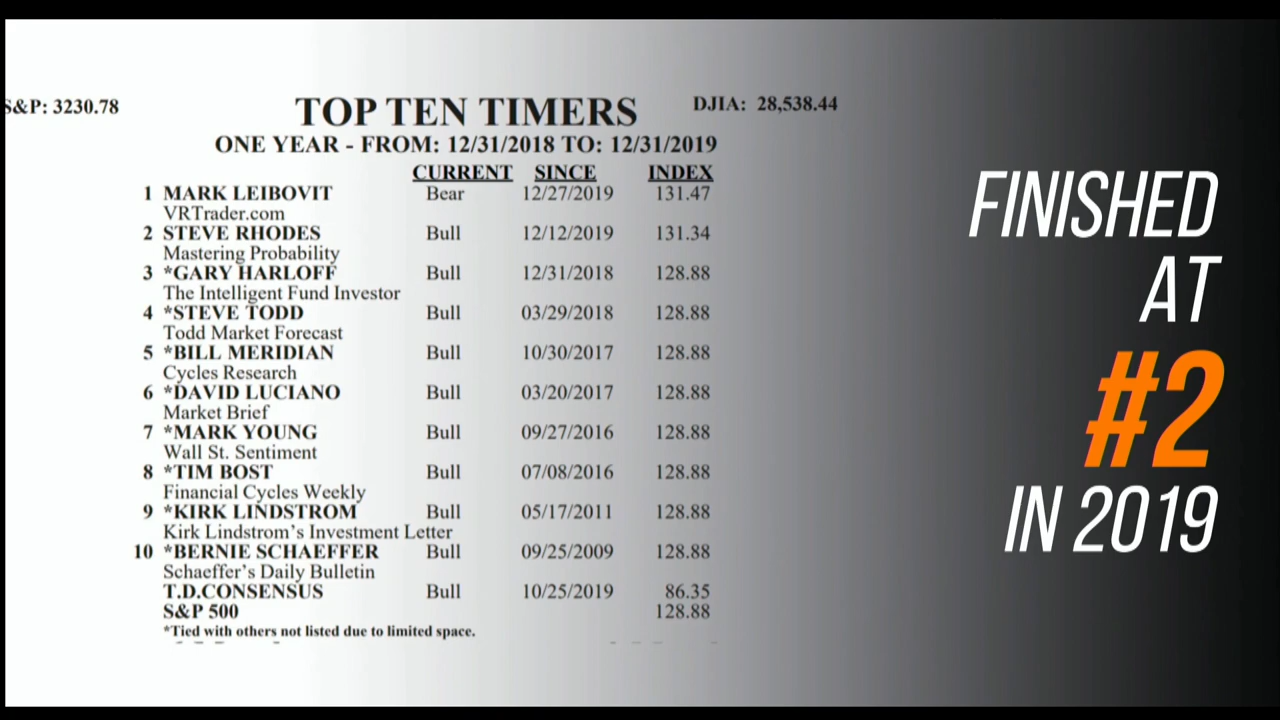 S&P: 3230.78
TOP TEN TIMERS
DJIA: 28,538.44
ONE YEAR - FROM: 12/31/2018 TO: 12/31/2019
CURRENT SINCE INDEX
1 MARK LEIBOVIT Bear 12/27/2019 131.47
VRTrader.com
2 STEVE RHODES Bull 12/12/2019 131.34
Mastering Probability
3 *GARY HARLOFF Bull 12/31/2018 128.88
The Intelligent Fund Investor
4 *STEVE TODD Bull 03/29/2018 128.88
Todd Market Forecast
5 *BILL MERIDIAN Bull 10/30/2017 128.88
Cycles Research
6 *DAVID LUCIANO Bull 03/20/2017 128.88
Market Brief
7 *MARK YOUNG Bull 09/27/2016 128.88
Wall St. Sentiment
8 *TIM BOST Bull 07/08/2016 128.88
Financial Cycles Weekly
9 *KIRK LINDSTROM Bull 05/17/2011 128.88
Kirk Lindstrom's Investment Letter
10 *BERNIE SCHAEFFER Bull 09/25/2009 128.88
Schaeffer's Daily Bulletin
T.D.CONSENSUS Bull 10/25/2019 86.35
S&P 500 128.88
*Tied with others not listed due to limited space.
FINISHED
AT
#2
IN 2019